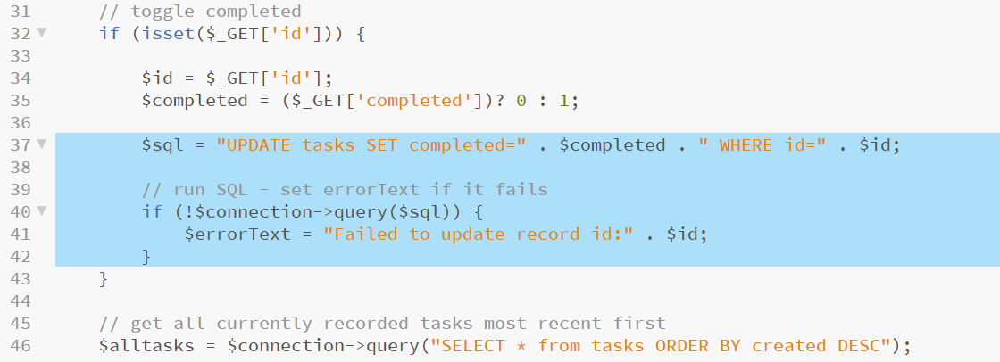 31 // toggle completed
32 if (isset($_GET['id'])) {
33
34 $id = $_GET['id'];
35 $completed = ($_GET['completed'])? 0 : 1;
36
37 $sql = "UPDATE tasks SET completed=" . $completed . " WHERE id=" . $id;
38
39 // run SQL - set errorText if it fails
40 if (!$connection->query($sql)) {
41 $errorText = "Failed to update record id:" . $id;
42 }
43 }
44
45 // get all currently recorded tasks most recent first
46 $alltasks = $connection->query("SELECT * from tasks ORDER BY created DESC");